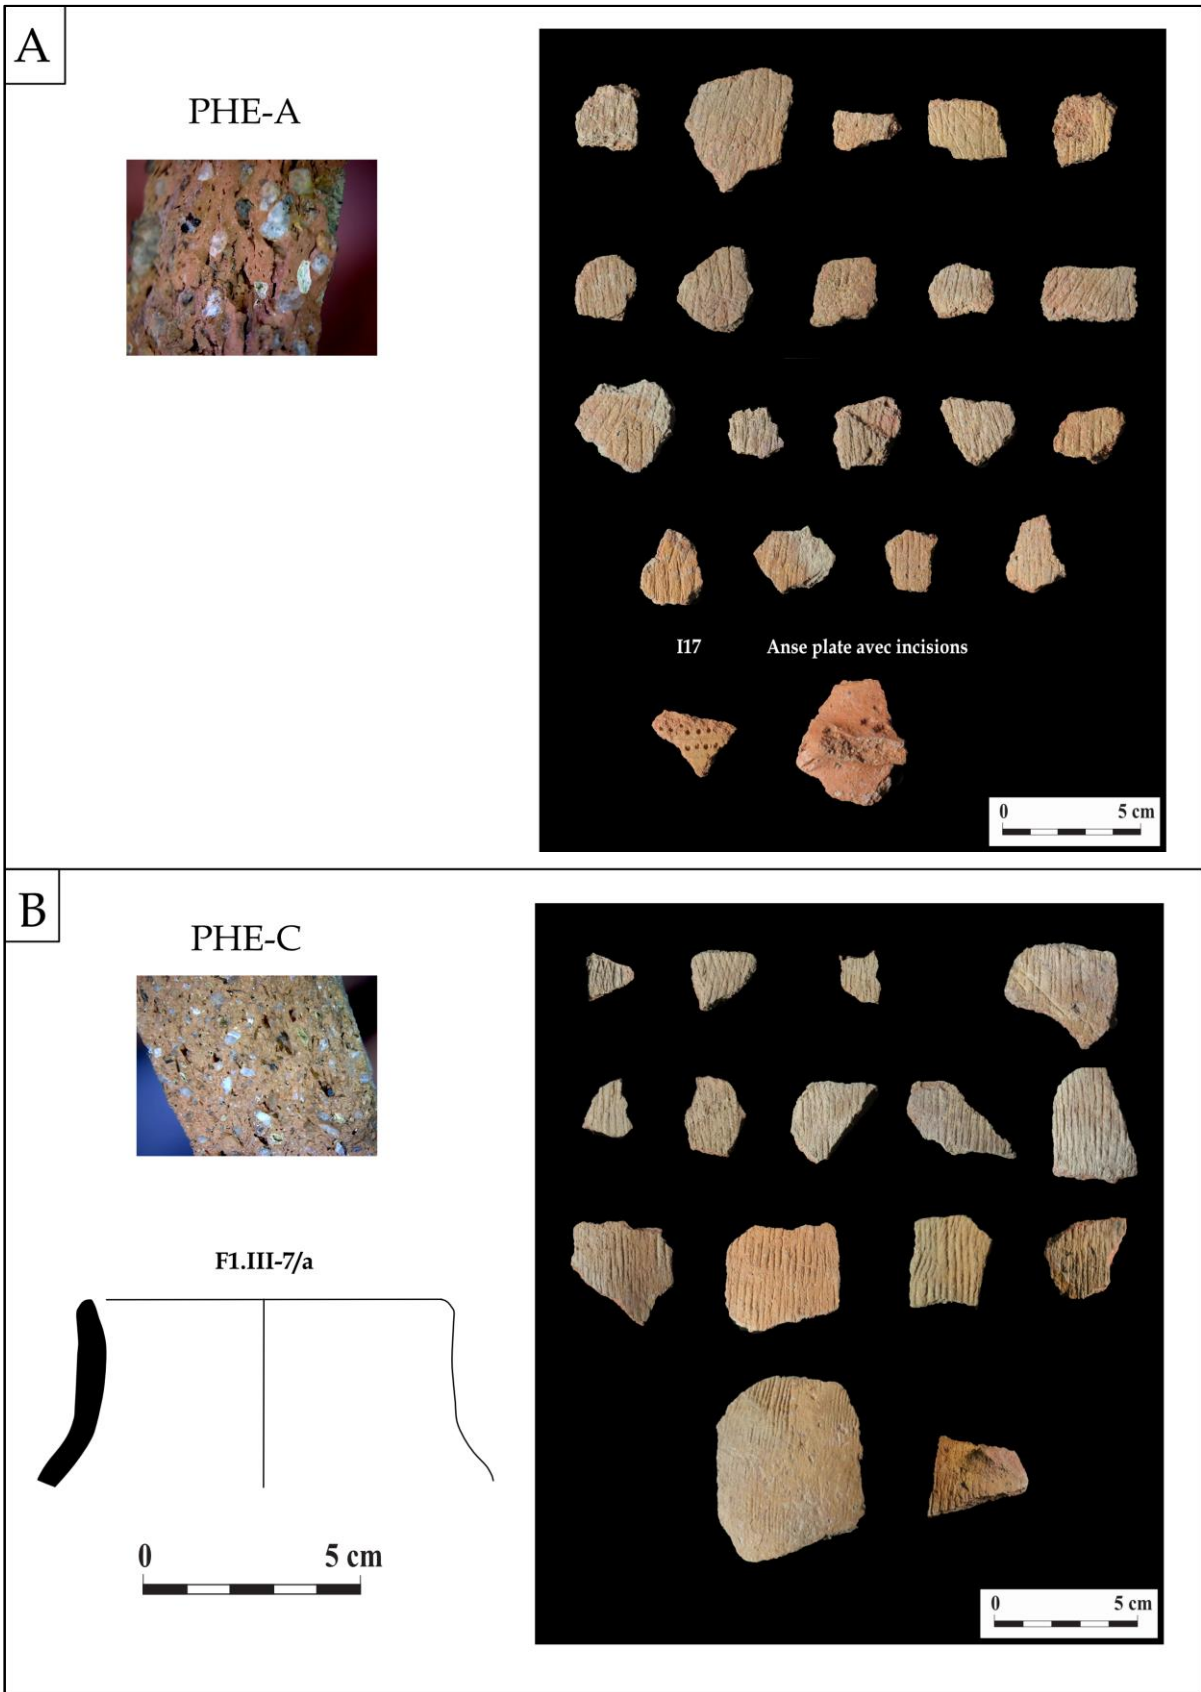 A
PHE-A
I17 Anse plate avec incisions
0 5 cm
B
PHE-C
F1.III-7/a
0 5 cm
0 5 cm